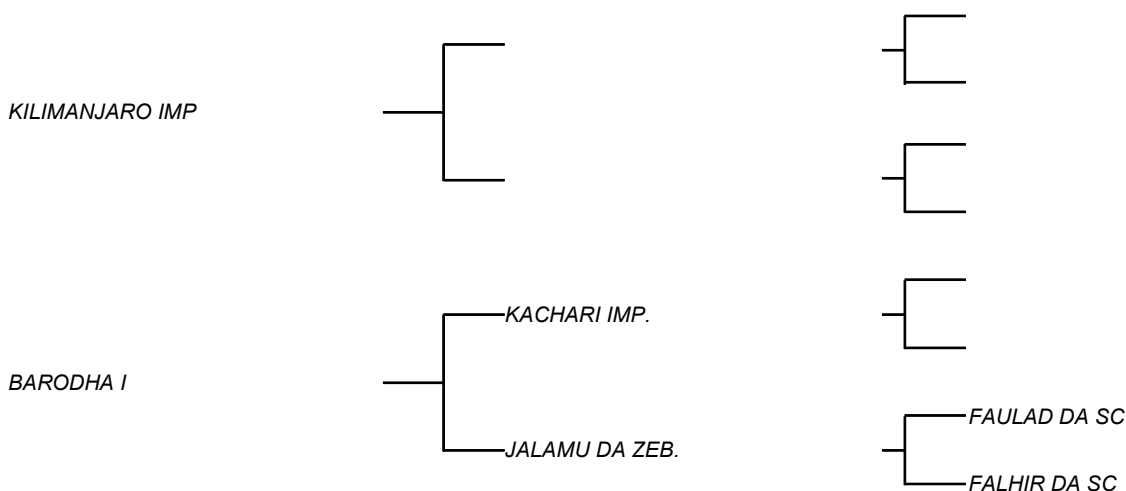 KILIMANJARO IMP
KACHARI IMP.
BARODHA I
FAULAD DA SC
JALAMU DA ZEB.
FALHIR DA SC